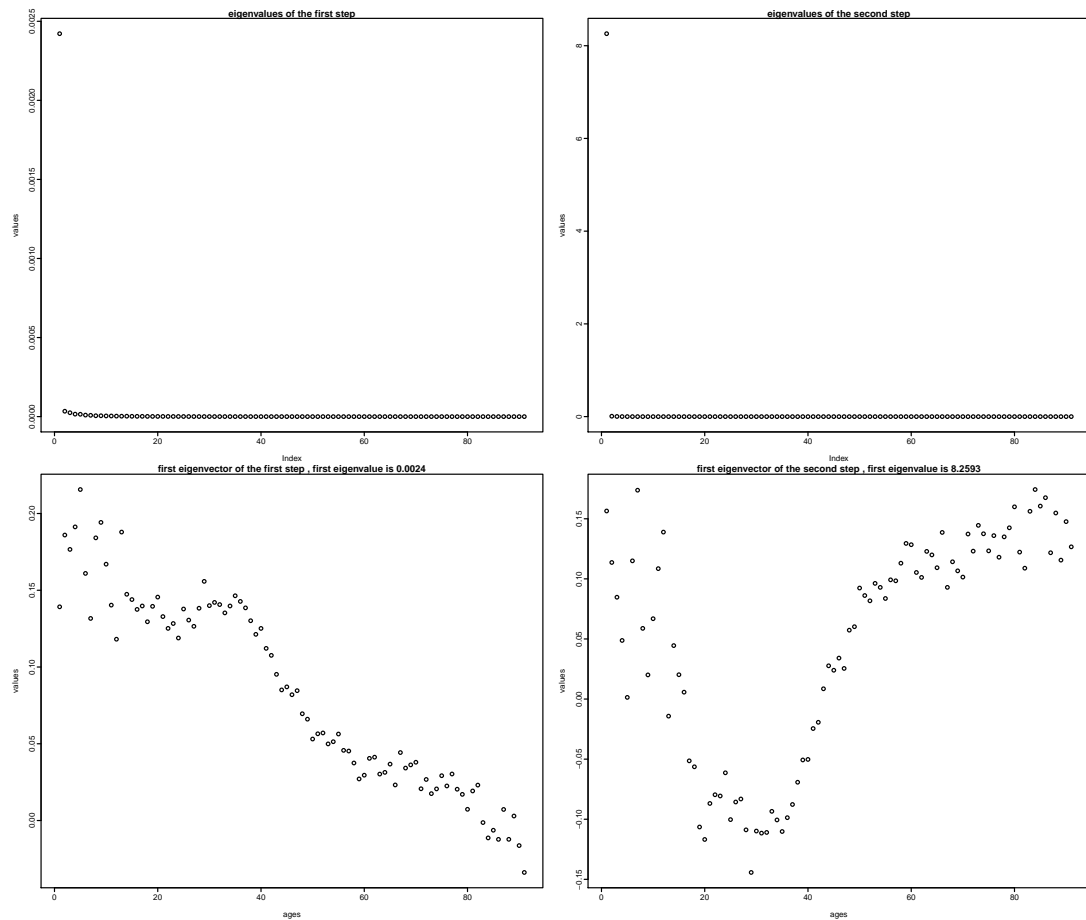 eigenvalues of the first step
values
0.0000
0.0005
0.0010
0.0015
0.0020
0.0025
0 20 40 60 80
Index
eigenvalues of the second step
values
0
2
4
6
8
0 20 40 60 80
Index
first eigenvector of the first step , first eigenvalue is 0.0024
values
0.00
0.05
0.10
0.15
0.20
0 20 40 60 80
ages
first eigenvector of the second step , first eigenvalue is 8.2593
values
−0.15
−0.10
−0.05
0.00
0.05
0.10
0.15
0 20 40 60 80
ages